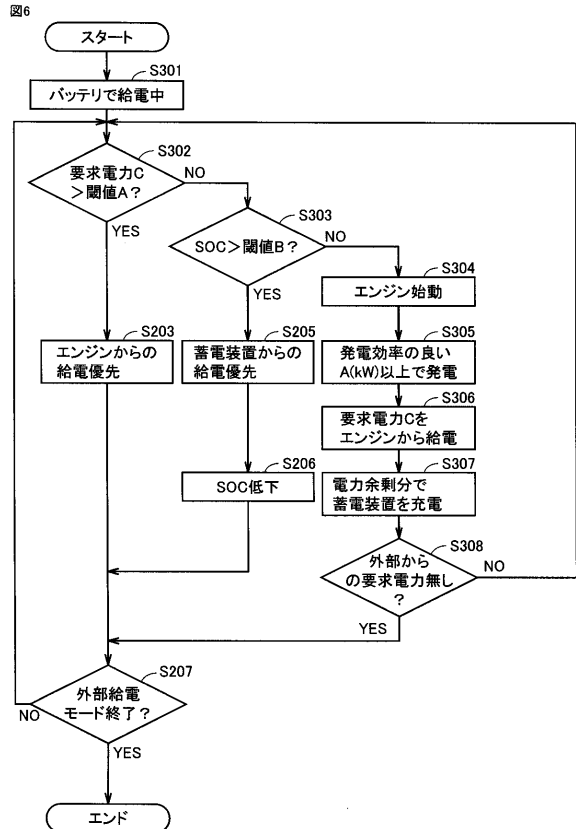 図6
スタート
S301
バッテリで給電中
S302
要求電力C
>閾値A?
NO
YES
S303
SOC>閾値B?
NO
YES
S304
エンジン始動
S203
エンジンからの
給電優先
S205
蓄電装置からの
給電優先
S305
発電効率の良い
A(kW)以上で発電
S306
要求電力Cを
エンジンから給電
S206
SOC低下
S307
電力余剰分で
蓄電装置を充電
S308
外部から
の要求電力無し
?
NO
YES
S207
外部給電
モード終了?
NO
YES
エンド